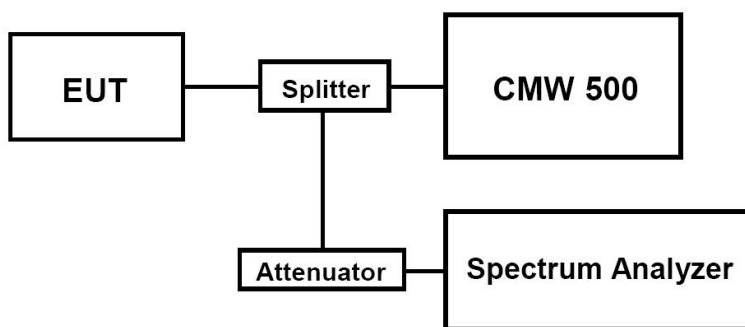 EUT
Splitter
CMW 500
Attenuator
Spectrum Analyzer